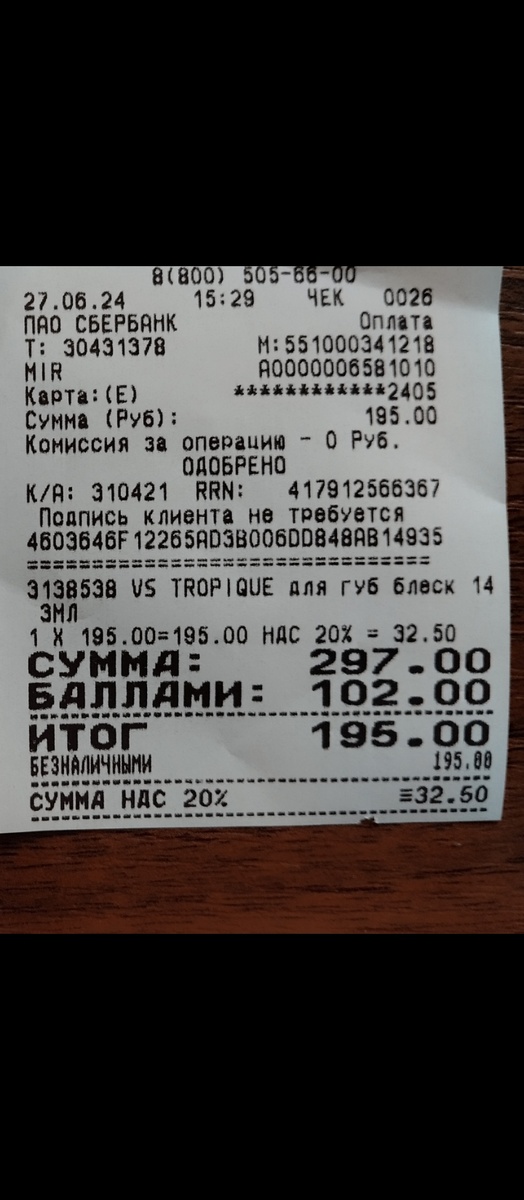 8(800) 505-66-00
27.06.24 15:29 ЧЕК 0026
ПАО СБЕРБАНК Оплата
Т: 30431378 М:551000341218
MIR A0000006581010
Карта:(E) ************2405
Сумма (Руб): 195.00
Комиссия за операцию - 0 Руб.
ОДОБРЕНО
К/А: 310421 RRN: 417912566367
Подпись клиента не требуется
4603646F12265AD3B006DD848AB14935
================================
3138538 VS TROPIQUE для губ блеск 14
3МЛ
1 X 195.00=195.00 НДС 20% = 32.50
СУММА: 297.00
БАЛЛАМИ: 102.00
ИТОГ 195.00
БЕЗНАЛИЧНЫМИ 195.00
СУММА НДС 20% =32.50